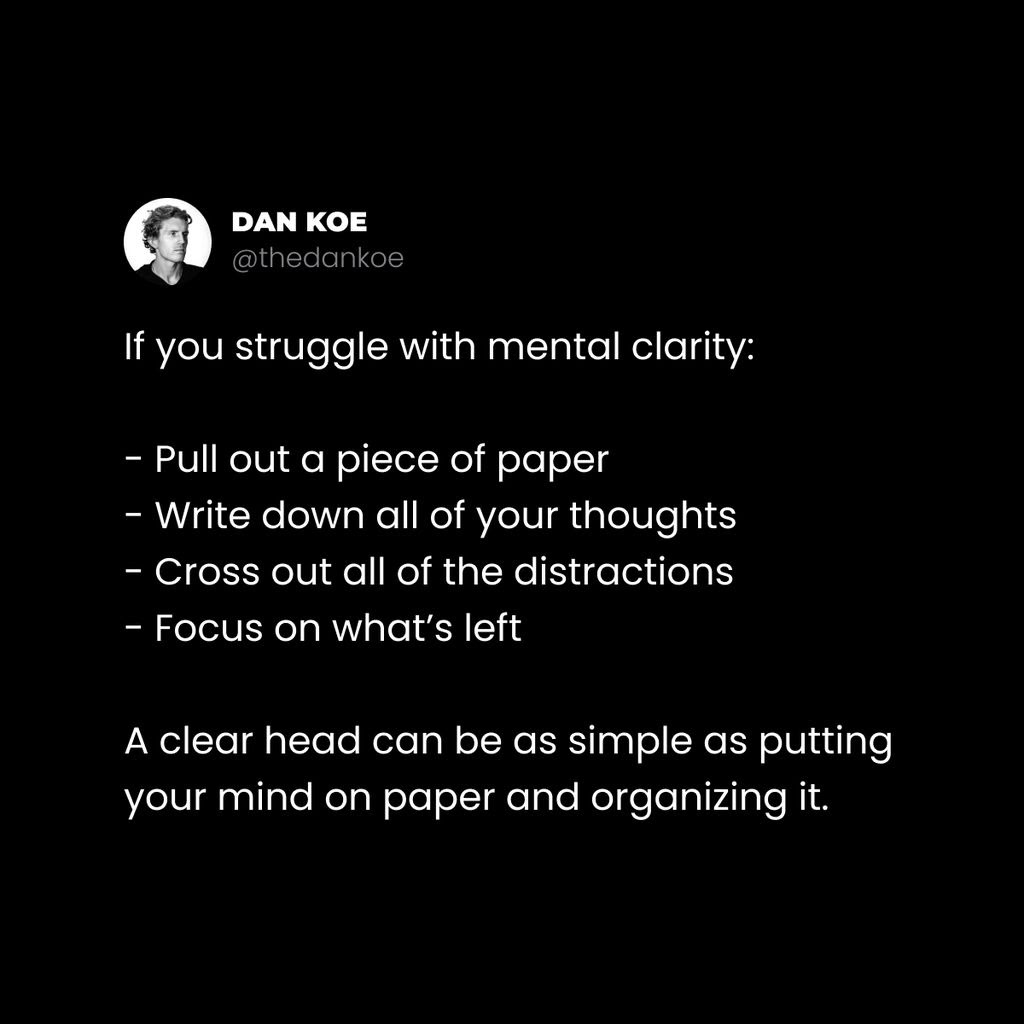 DAN KOE
@thedankoe
If you struggle with mental clarity:
- Pull out a piece of paper
- Write down all of your thoughts
- Cross out all of the distractions
- Focus on what’s left
A clear head can be as simple as putting
your mind on paper and organizing it.